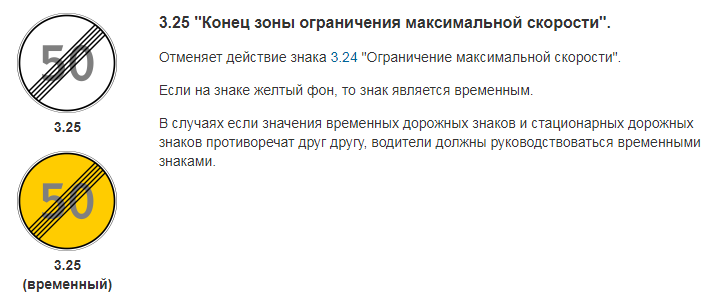 50
3.25
50
3.25
(временный)
3.25 "Конец зоны ограничения максимальной скорости".
Отменяет действие знака 3.24 "Ограничение максимальной скорости".
Если на знаке желтый фон, то знак является временным.
В случаях если значения временных дорожных знаков и стационарных дорожных
знаков противоречат друг другу, водители должны руководствоваться временными
знаками.